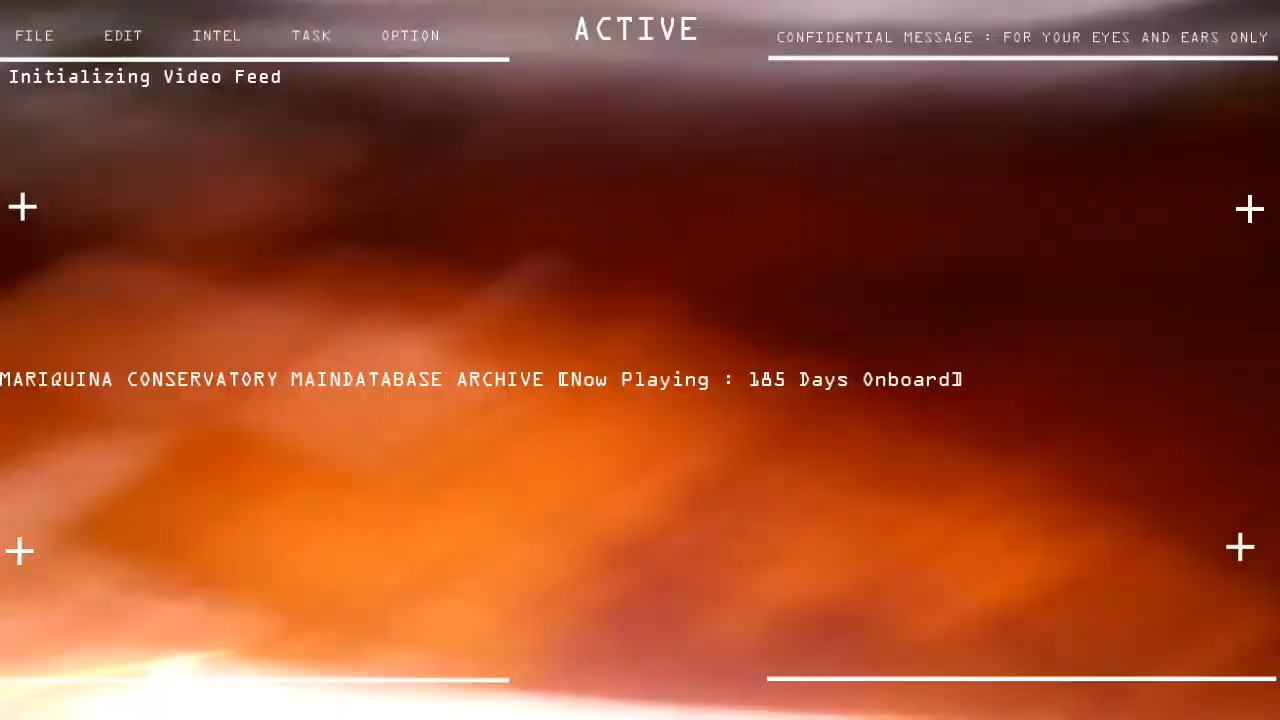 FILE EDIT INTEL TASK OPTION
ACTIVE
CONFIDENTIAL MESSAGE : FOR YOUR EYES AND EARS ONLY
Initializing Video Feed
MARIQUINA CONSERVATORY MAINDATABASE ARCHIVE [Now Playing : 185 Days Onboard]